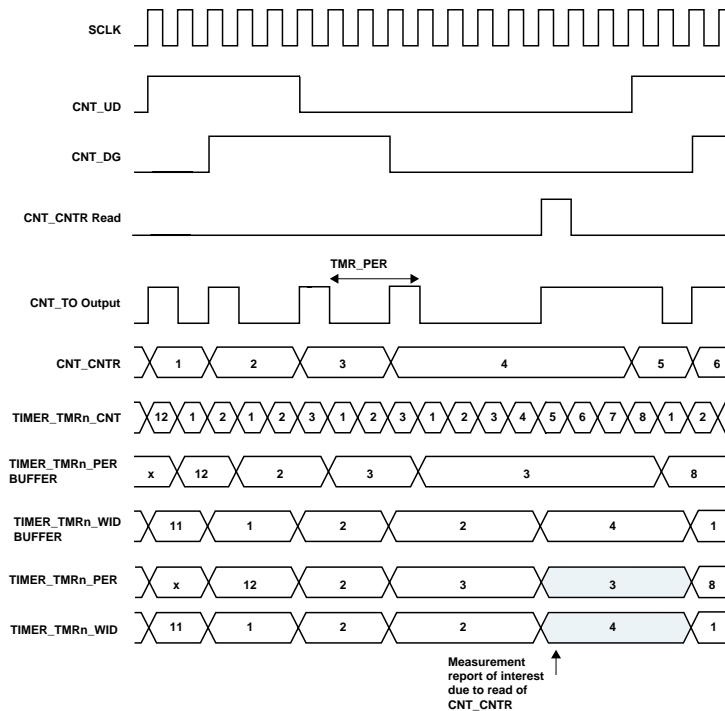 SCLK
CNT_UD
CNT_DG
CNT_CNTR Read
TMR_PER
CNT_TO Output
CNT_CNTR 1 2 3 4 5 6
TIMER_TMRn_CNT 12 1 2 1 2 3 1 2 3 1 2 3 4 5 6 7 8 1 2
TIMER_TMRn_PER
BUFFER x 12 2 3 3 8
TIMER_TMRn_WID
BUFFER 11 1 2 2 4 1
TIMER_TMRn_PER x 12 2 3 3 8
TIMER_TMRn_WID 11 1 2 2 4 1
Measurement
report of interest
due to read of
CNT_CNTR